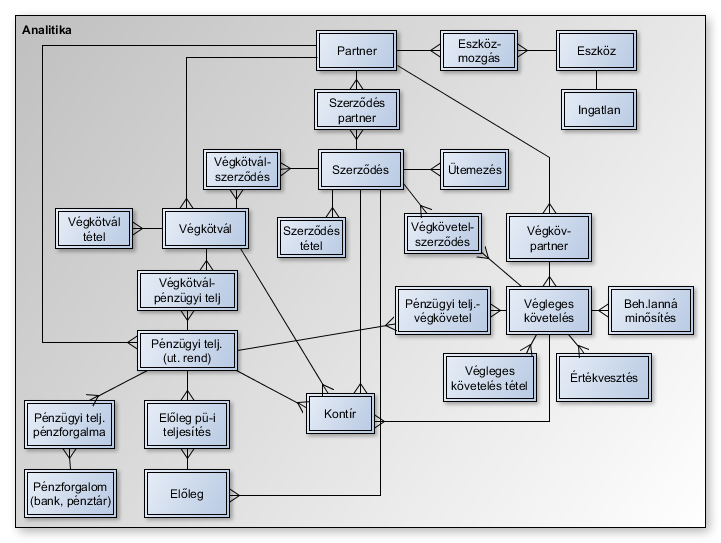 Analitika
Partner
Eszköz-
mozgás
Eszköz
Ingatlan
Szerződés
partner
Végkötvál-
szerződés
Szerződés
Ütemezés
Végkötvál
tétel
Végkötvál
Szerződés
tétel
Végkövetel-
szerződés
Végköv-
partner
Végkötvál-
pénzügyi telj
Pénzügyi telj.-
végkövetel
Végleges
követelés
Beh.lanná
minősítés
Pénzügyi telj.
(ut. rend)
Végleges
követelés tétel
Értékvesztés
Pénzügyi telj.
pénzforgalma
Előleg pü-i
teljesítés
Kontír
Pénzforgalom
(bank, pénztár)
Előleg